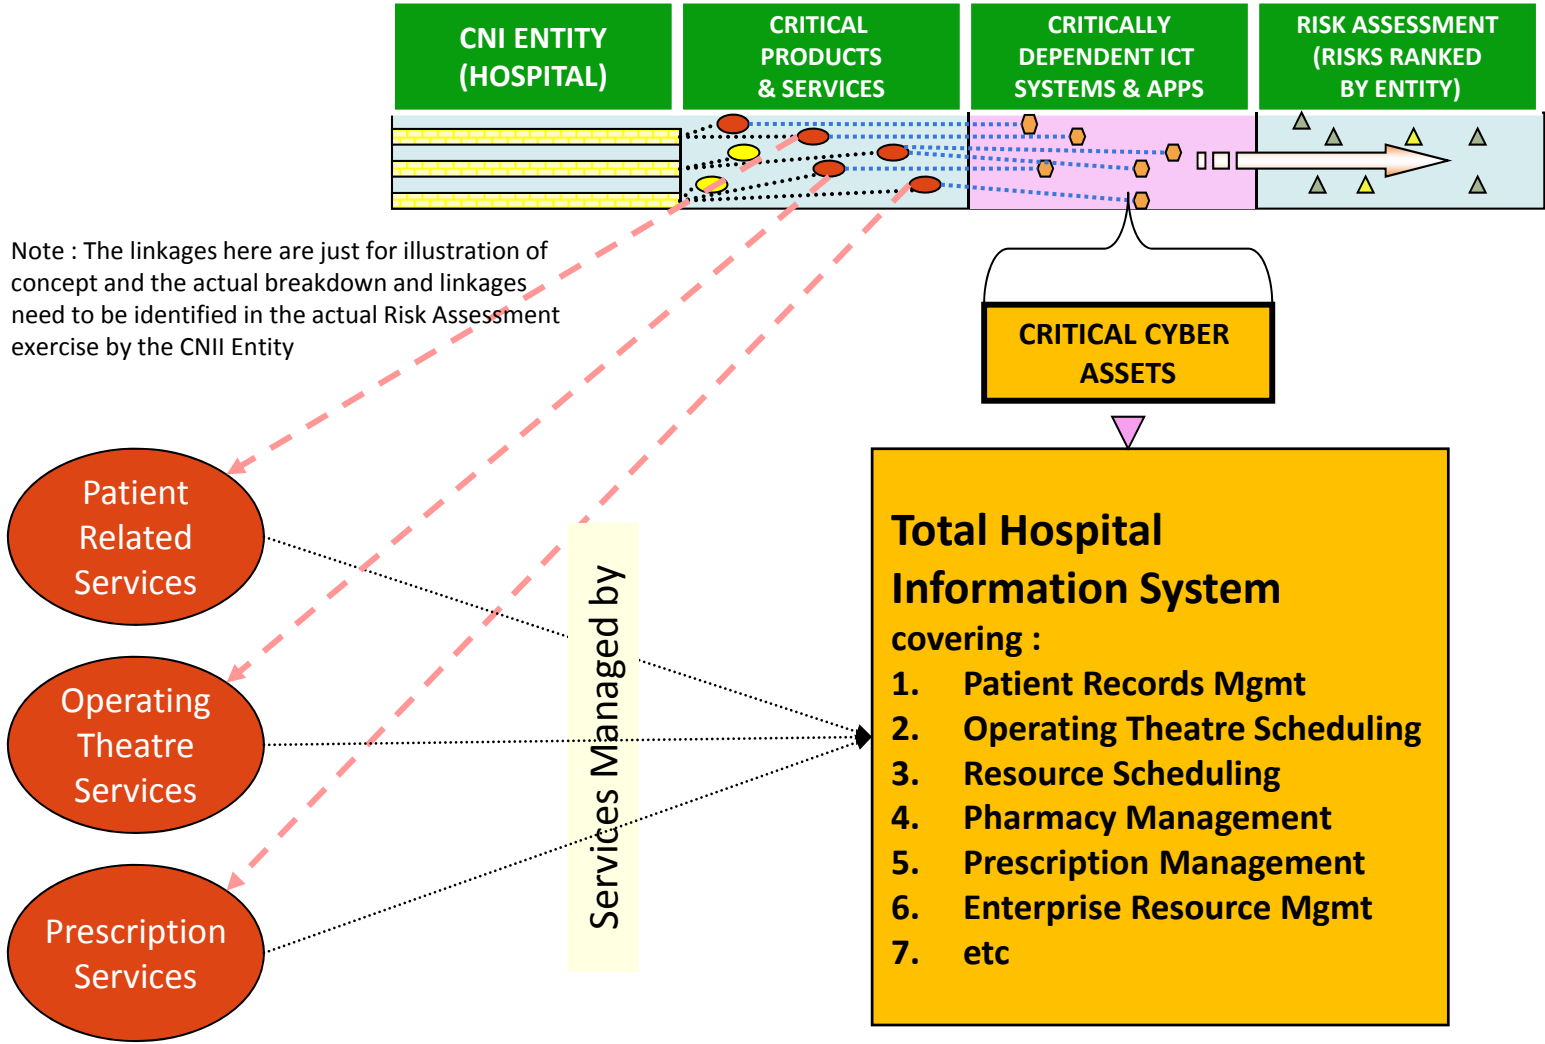 CNI ENTITY
(HOSPITAL)
CRITICAL
PRODUCTS
& SERVICES
CRITICALLY
DEPENDENT ICT
SYSTEMS & APPS
RISK ASSESSMENT
(RISKS RANKED
BY ENTITY)
Note : The linkages here are just for illustration of
concept and the actual breakdown and linkages
need to be identified in the actual Risk Assessment
exercise by the CNII Entity
CRITICAL CYBER
ASSETS
Patient
Related
Services
Operating
Theatre
Services
Prescription
Services
Services Managed by
Total Hospital
Information System
covering :
1. Patient Records Mgmt
2. Operating Theatre Scheduling
3. Resource Scheduling
4. Pharmacy Management
5. Prescription Management
6. Enterprise Resource Mgmt
7. etc